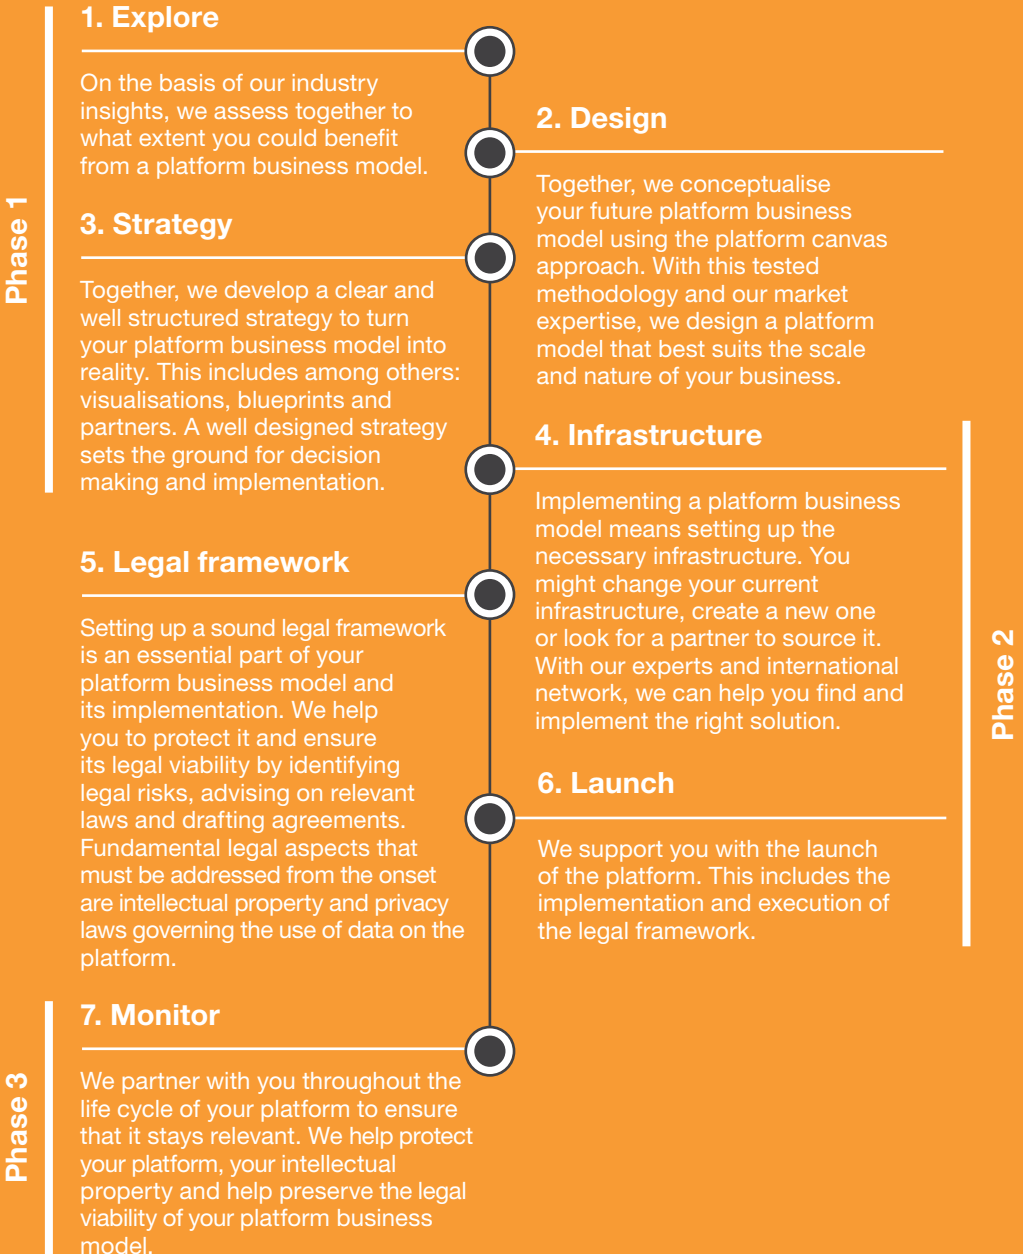 Phase 1
1. Explore
On the basis of our industry
insights, we assess together to
what extent you could benefit
from a platform business model.
2. Design
Together, we conceptualise
your future platform business
model using the platform canvas
approach. With this tested
methodology and our market
expertise, we design a platform
model that best suits the scale
and nature of your business.
3. Strategy
Together, we develop a clear and
well structured strategy to turn
your platform business model into
reality. This includes among others:
visualisations, blueprints and
partners. A well designed strategy
sets the ground for decision
making and implementation.
Phase 2
4. Infrastructure
Implementing a platform business
model means setting up the
necessary infrastructure. You
might change your current
infrastructure, create a new one
or look for a partner to source it.
With our experts and international
network, we can help you find and
implement the right solution.
5. Legal framework
Setting up a sound legal framework
is an essential part of your
platform business model and
its implementation. We help
you to protect it and ensure
its legal viability by identifying
legal risks, advising on relevant
laws and drafting agreements.
Fundamental legal aspects that
must be addressed from the onset
are intellectual property and privacy
laws governing the use of data on the
platform.
6. Launch
We support you with the launch
of the platform. This includes the
implementation and execution of
the legal framework.
Phase 3
7. Monitor
We partner with you throughout the
life cycle of your platform to ensure
that it stays relevant. We help protect
your platform, your intellectual
property and help preserve the legal
viability of your platform business
model.